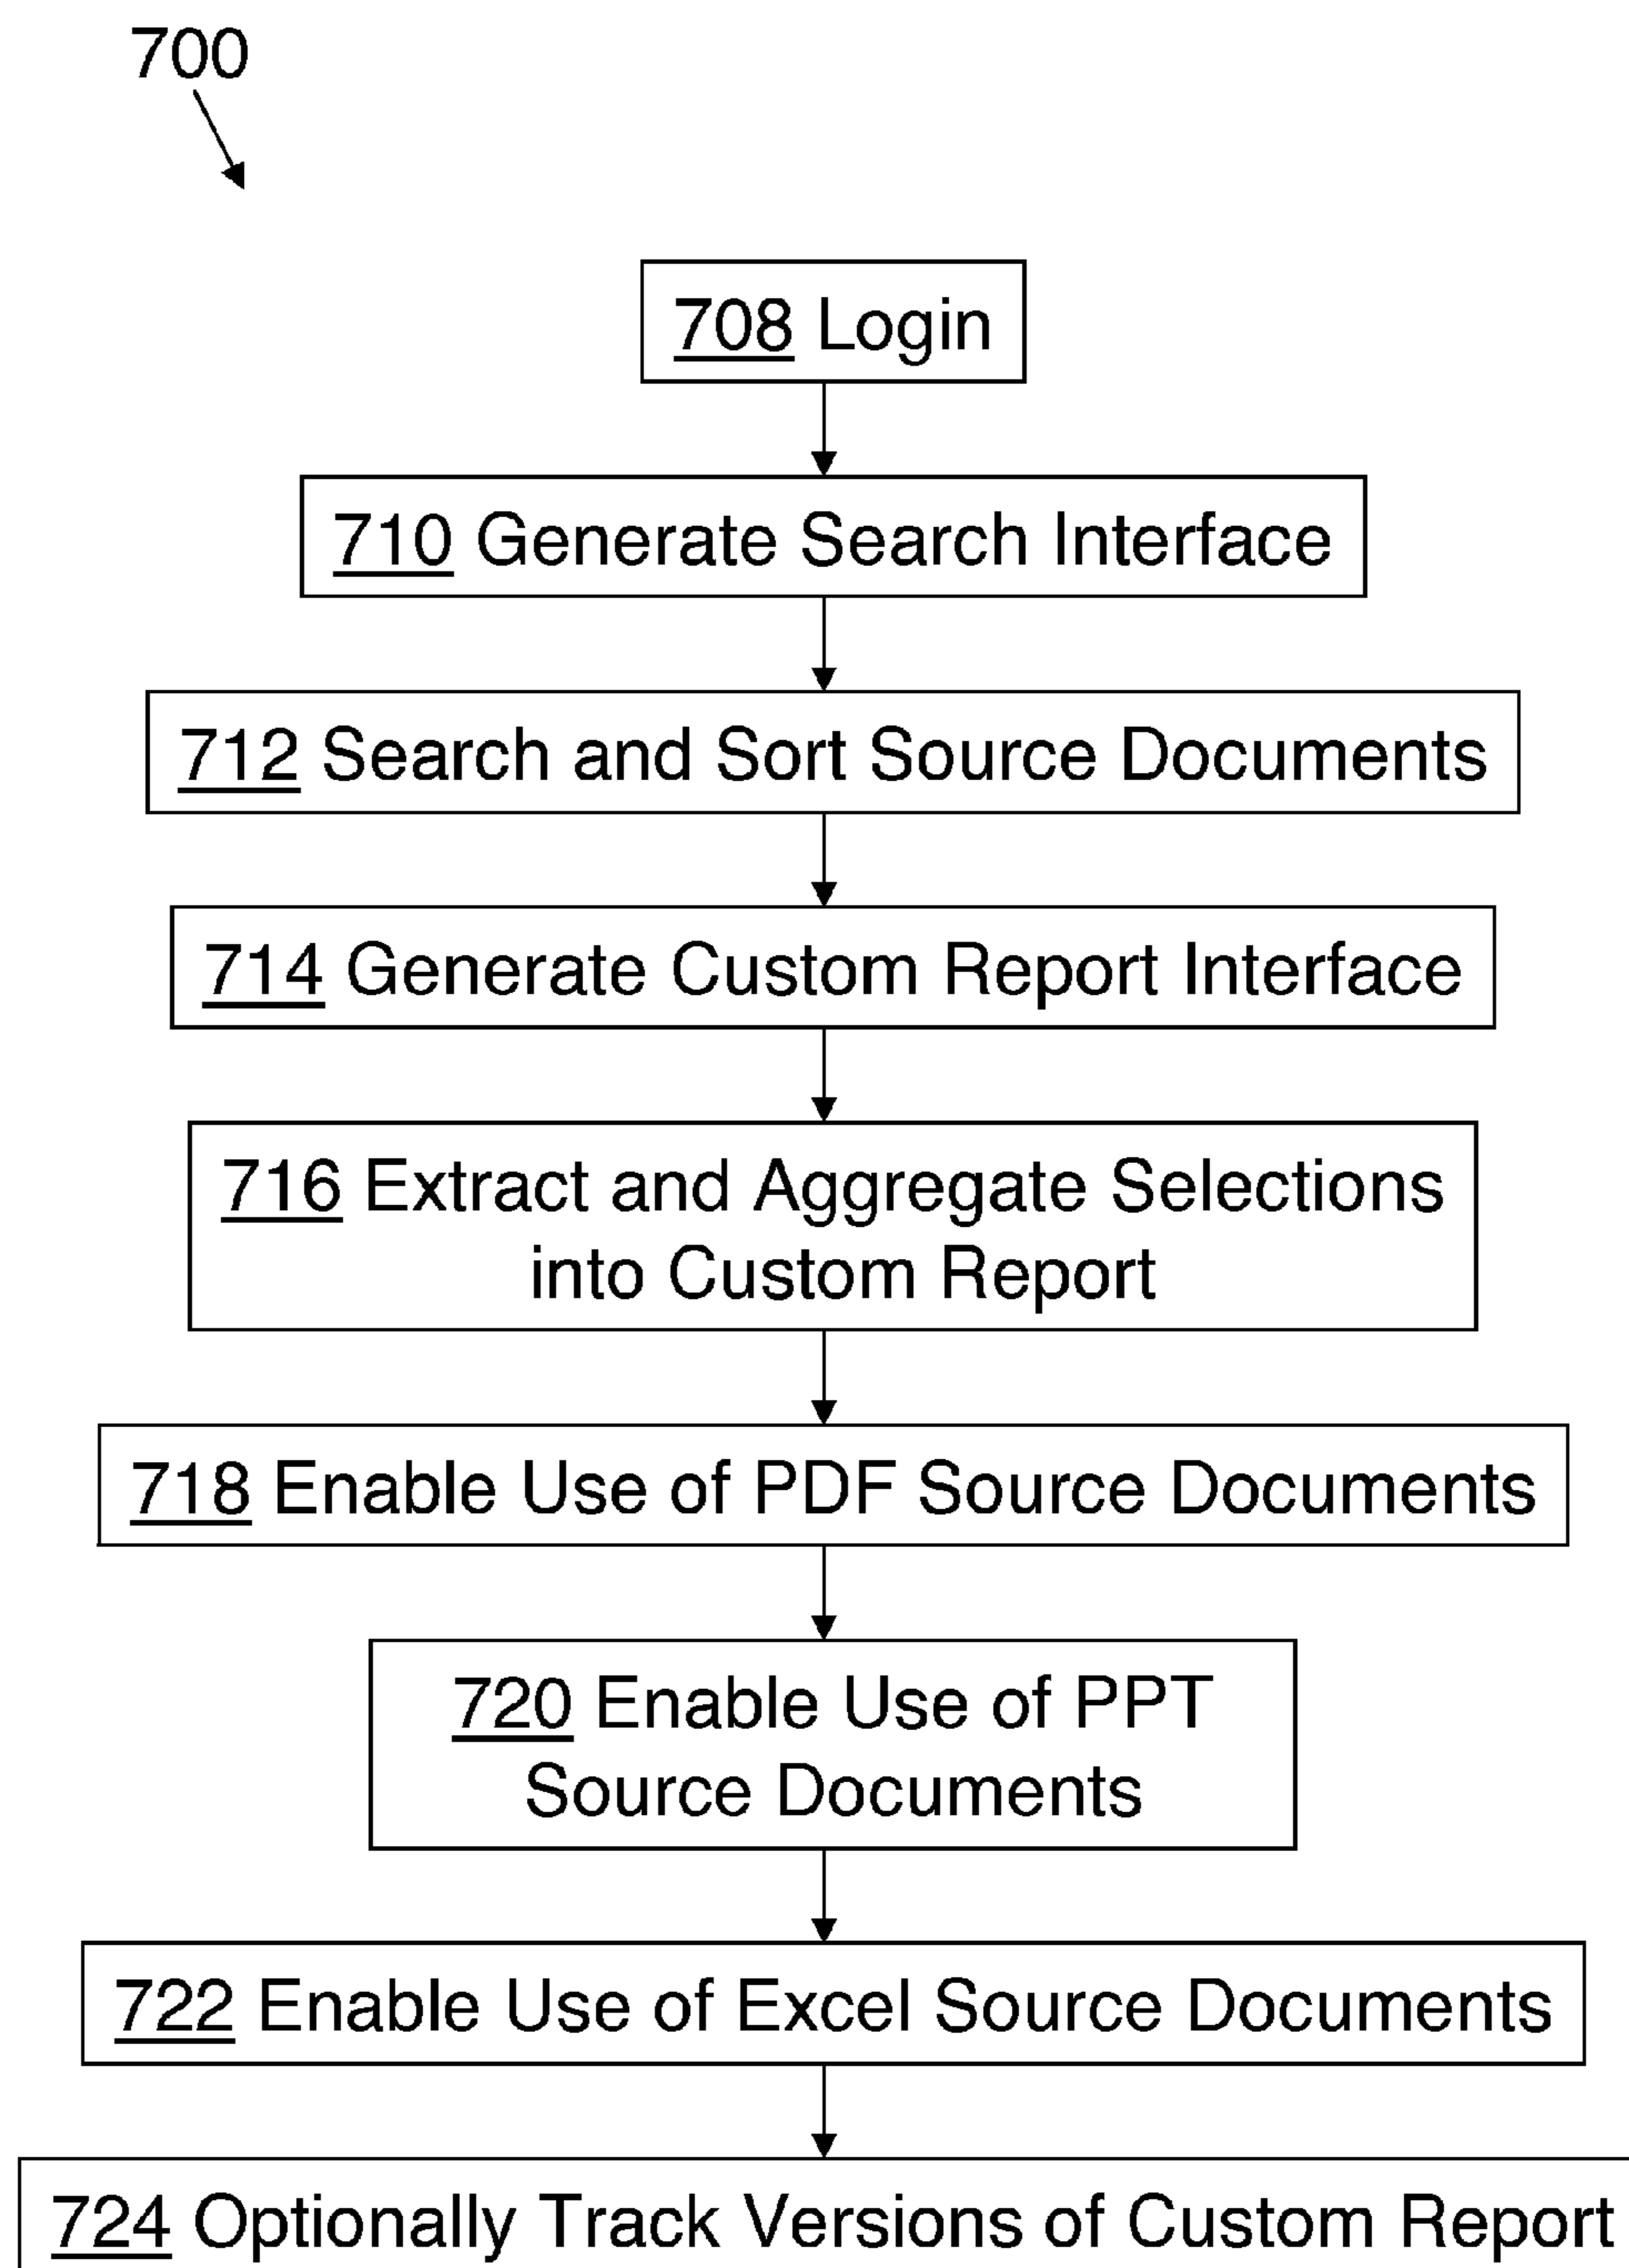 700
708 Login
710 Generate Search Interface
712 Search and Sort Source Documents
714 Generate Custom Report Interface
716 Extract and Aggregate Selections
into Custom Report
718 Enable Use of PDF Source Documents
720 Enable Use of PPT
Source Documents
722 Enable Use of Excel Source Documents
724 Optionally Track Versions of Custom Report